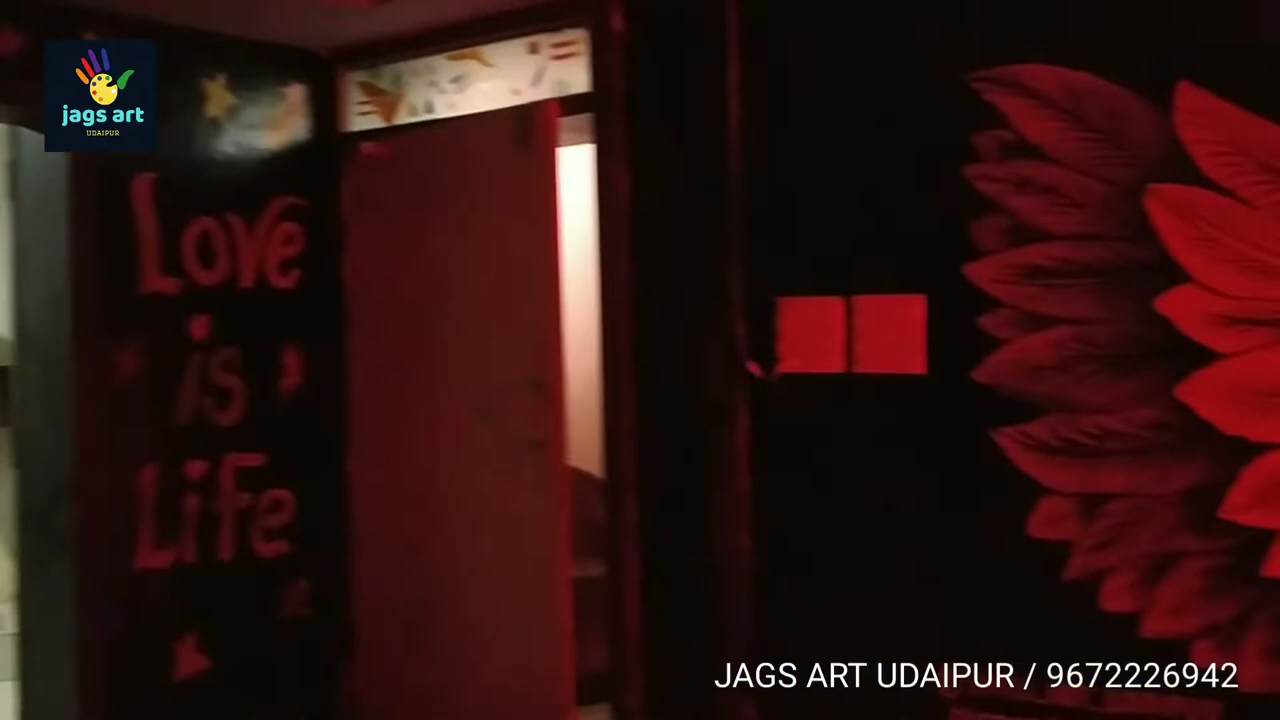 jags art
UDAIPUR
Love
is
Life
JAGS ART UDAIPUR / 9672226942